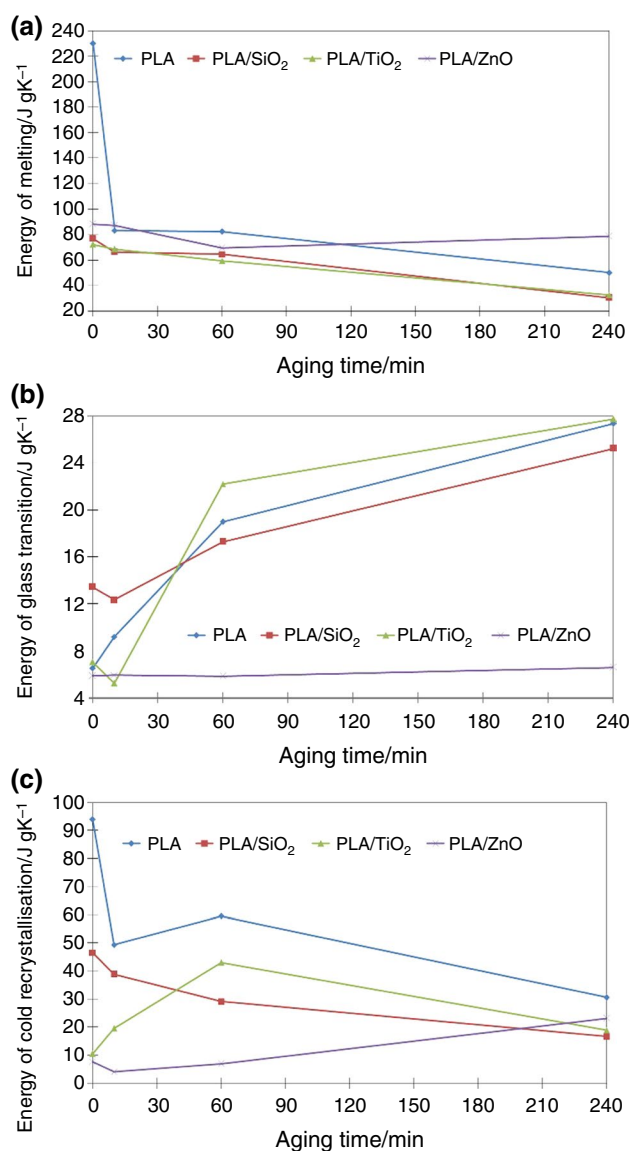 (a)
240
220
200
180
160
140
120
100
80
60
40
20
Energy of melting/J gK⁻¹
PLA PLA/SiO₂ PLA/TiO₂ PLA/ZnO
0 30 60 90 120 150 180 210 240
Aging time/min
(b)
28
24
20
16
12
8
4
Energy of glass transition/J gK⁻¹
PLA PLA/SiO₂ PLA/TiO₂ PLA/ZnO
0 30 60 90 120 150 180 210 240
Aging time/min
(c)
100
90
80
70
60
50
40
30
20
10
0
Energy of cold recrystallisation/J gK⁻¹
PLA PLA/SiO₂ PLA/TiO₂ PLA/ZnO
0 30 60 90 120 150 180 210 240
Aging time/min